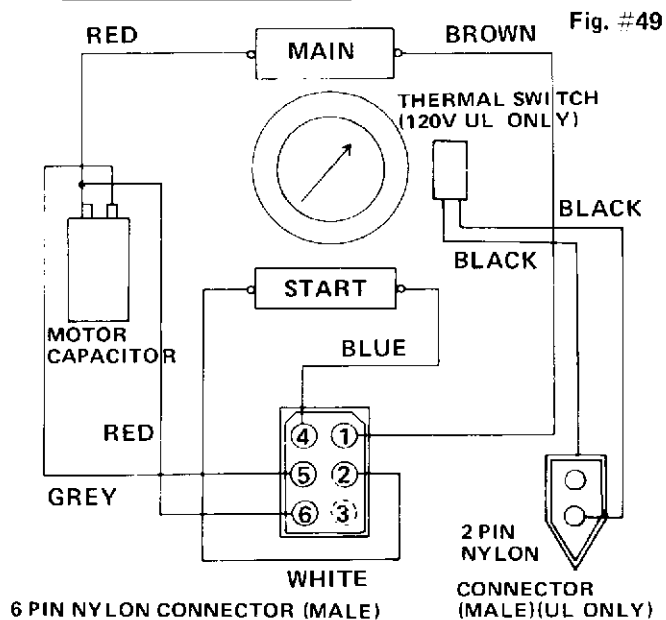 Fig. #49
RED
MAIN
BROWN
THERMAL SWITCH
(120V UL ONLY)
BLACK
BLACK
START
MOTOR
CAPACITOR
BLUE
RED
4 1
5 2
6 3
GREY
2 PIN
NYLON
WHITE
CONNECTOR
(MALE)(UL ONLY)
6 PIN NYLON CONNECTOR (MALE)